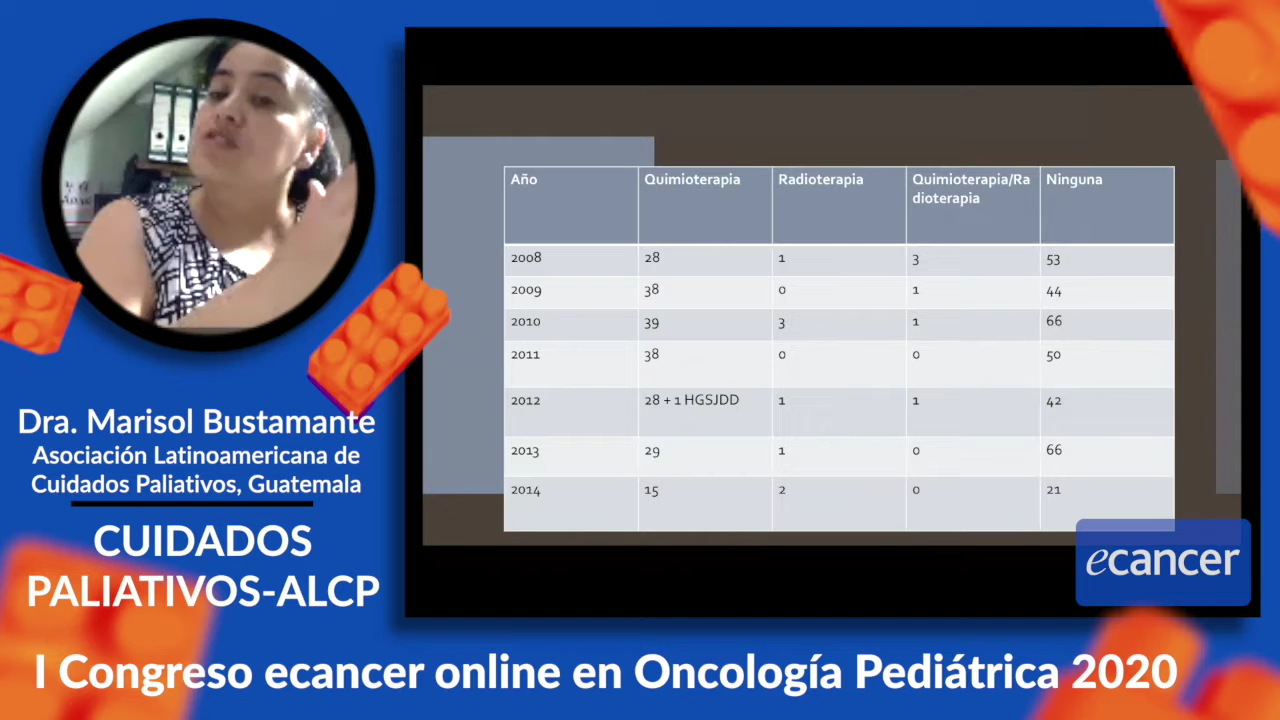 Año Quimioterapia Radioterapia Quimioterapia/Ra Ninguna
dioterapia
2008 28 1 3 53
2009 38 0 1 44
2010 39 3 1 66
2011 38 0 0 50
2012 28 + 1 HGSJDD 1 1 42
2013 29 1 0 66
2014 15 2 0 21
Dra. Marisol Bustamante
Asociación Latinoamericana de
Cuidados Paliativos, Guatemala
CUIDADOS
PALIATIVOS-ALCP
ecancer
I Congreso ecancer online en Oncología Pediátrica 2020